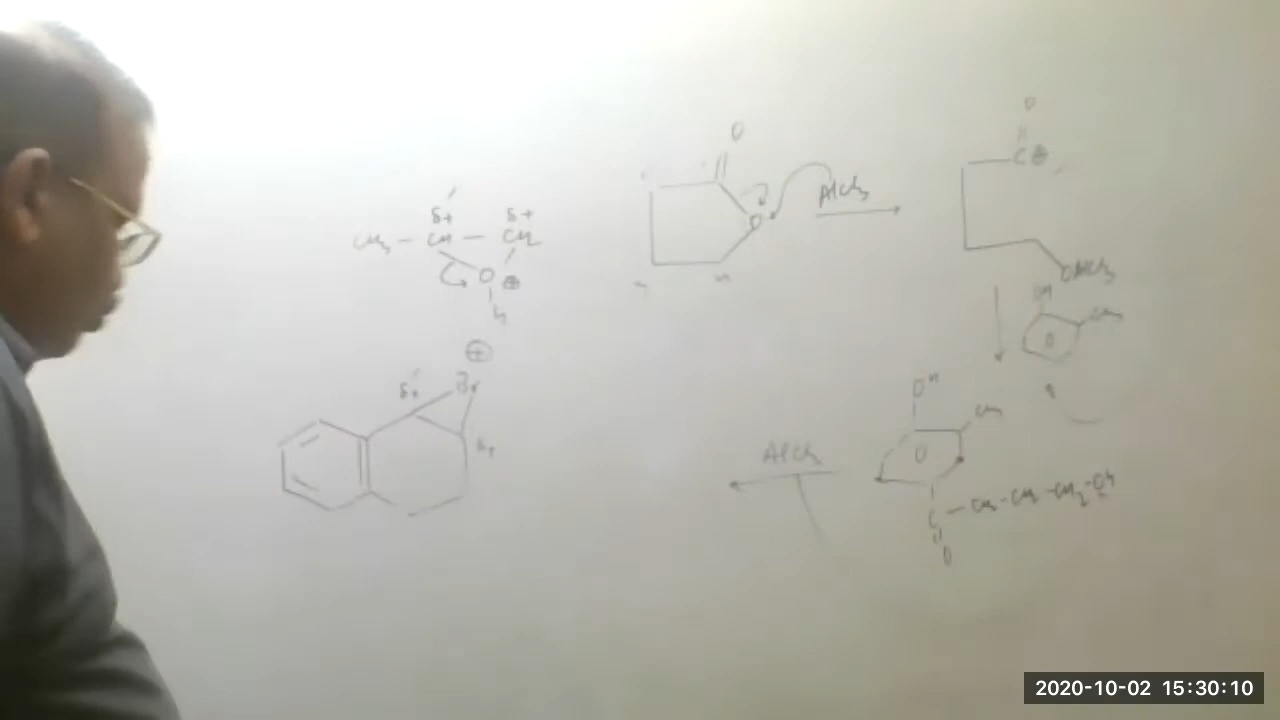 δ+ δ+
CH3 - CH - CH2
O ⊕
H
⊕
Br
δ+
δ+
O
O
AlCl3
O
C⊕
OAlCl3
OH
CH3
OH
CH3
C - CH2 - CH2 - CH2 - OH
O
AlCl3
2020-10-02 15:30:10